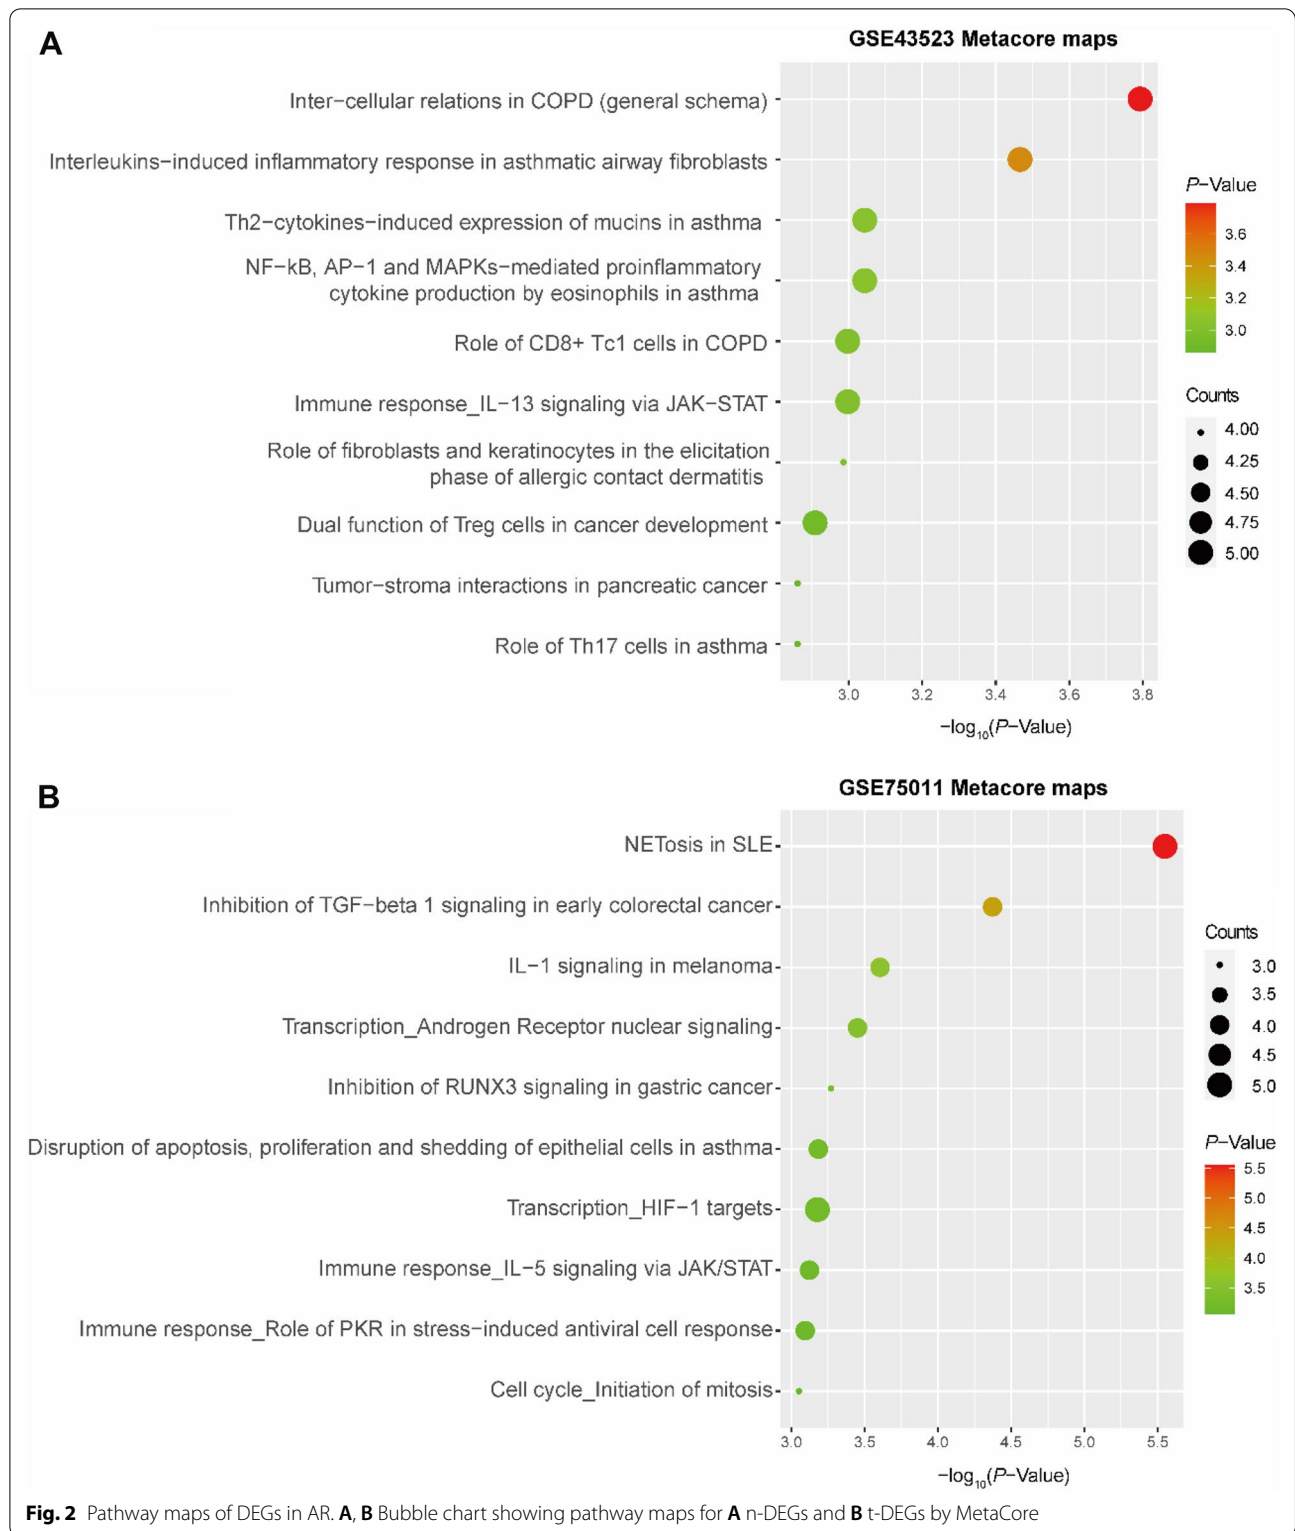 A
GSE43523 Metacore maps
Inter−cellular relations in COPD (general schema)
Interleukins−induced inflammatory response in asthmatic airway fibroblasts
Th2−cytokines−induced expression of mucins in asthma
NF−kB, AP−1 and MAPKs−mediated proinflammatory
cytokine production by eosinophils in asthma
Role of CD8+ Tc1 cells in COPD
Immune response_IL−13 signaling via JAK−STAT
Role of fibroblasts and keratinocytes in the elicitation
phase of allergic contact dermatitis
Dual function of Treg cells in cancer development
Tumor−stroma interactions in pancreatic cancer
Role of Th17 cells in asthma
3.0 3.2 3.4 3.6 3.8
−log10(P−Value)
P−Value
3.6
3.4
3.2
3.0
Counts
4.00
4.25
4.50
4.75
5.00
B
GSE75011 Metacore maps
NETosis in SLE
Inhibition of TGF−beta 1 signaling in early colorectal cancer
IL−1 signaling in melanoma
Transcription_Androgen Receptor nuclear signaling
Inhibition of RUNX3 signaling in gastric cancer
Disruption of apoptosis, proliferation and shedding of epithelial cells in asthma
Transcription_HIF−1 targets
Immune response_IL−5 signaling via JAK/STAT
Immune response_Role of PKR in stress−induced antiviral cell response
Cell cycle_Initiation of mitosis
3.0 3.5 4.0 4.5 5.0 5.5
−log10(P−Value)
Counts
3.0
3.5
4.0
4.5
5.0
P−Value
5.5
5.0
4.5
4.0
3.5
Fig. 2 Pathway maps of DEGs in AR. A, B Bubble chart showing pathway maps for A n-DEGs and B t-DEGs by MetaCore